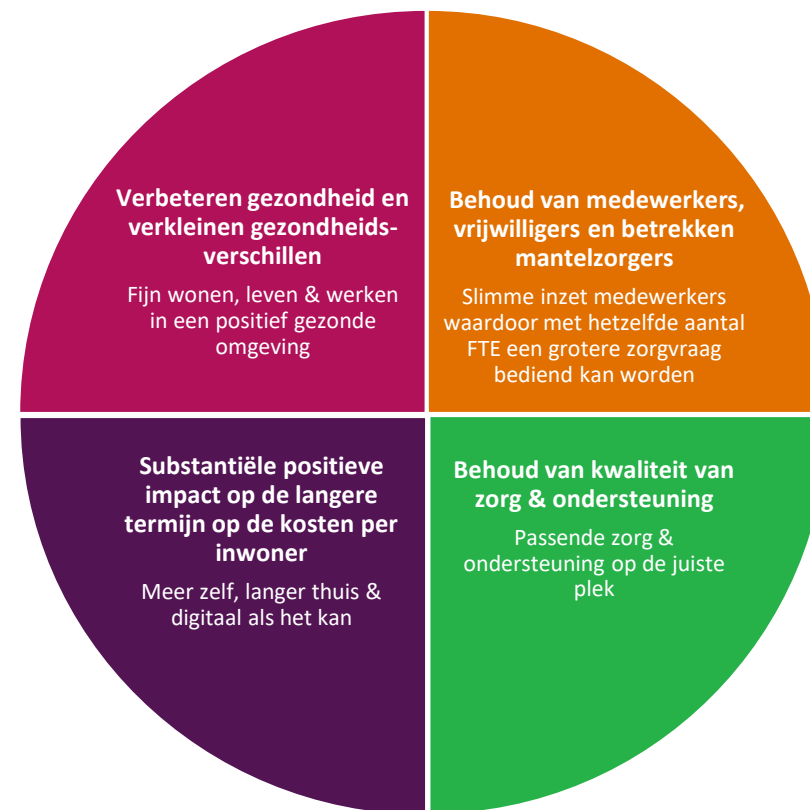 Verbeteren gezondheid en
verkleinen gezondheids-
verschillen
Fijn wonen, leven & werken
in een positief gezonde
omgeving
Behoud van medewerkers,
vrijwilligers en betrekken
mantelzorgers
Slimme inzet medewerkers
waardoor met hetzelfde aantal
FTE een grotere zorgvraag
bediend kan worden
Substantiële positieve
impact op de langere
termijn op de kosten per
inwoner
Meer zelf, langer thuis &
digitaal als het kan
Behoud van kwaliteit van
zorg & ondersteuning
Passende zorg &
ondersteuning op de juiste
plek